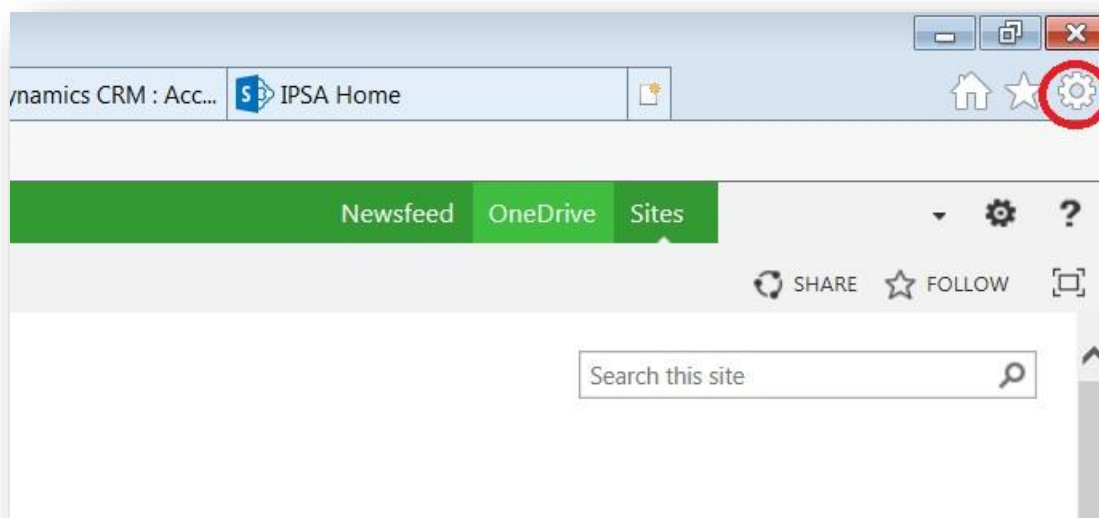 ynamics CRM : Acc... IPSA Home
Newsfeed OneDrive Sites ?
SHARE FOLLOW
Search this site